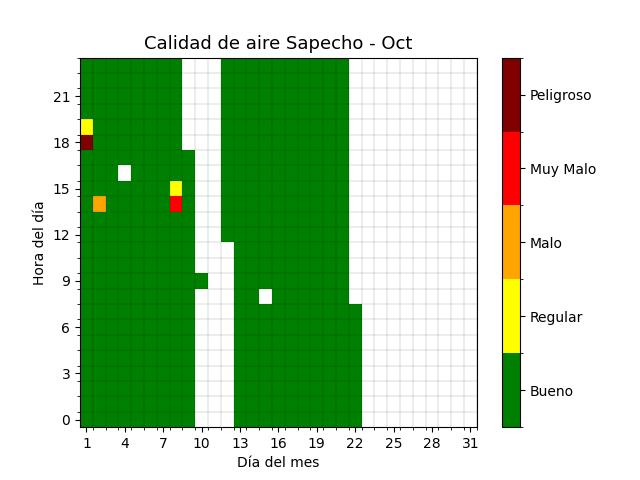 Calidad de aire Sapecho - Oct
Hora del día
21
18
15
12
9
6
3
0
1 4 7 10 13 16 19 22 25 28 31
Día del mes
Peligroso
Muy Malo
Malo
Regular
Bueno